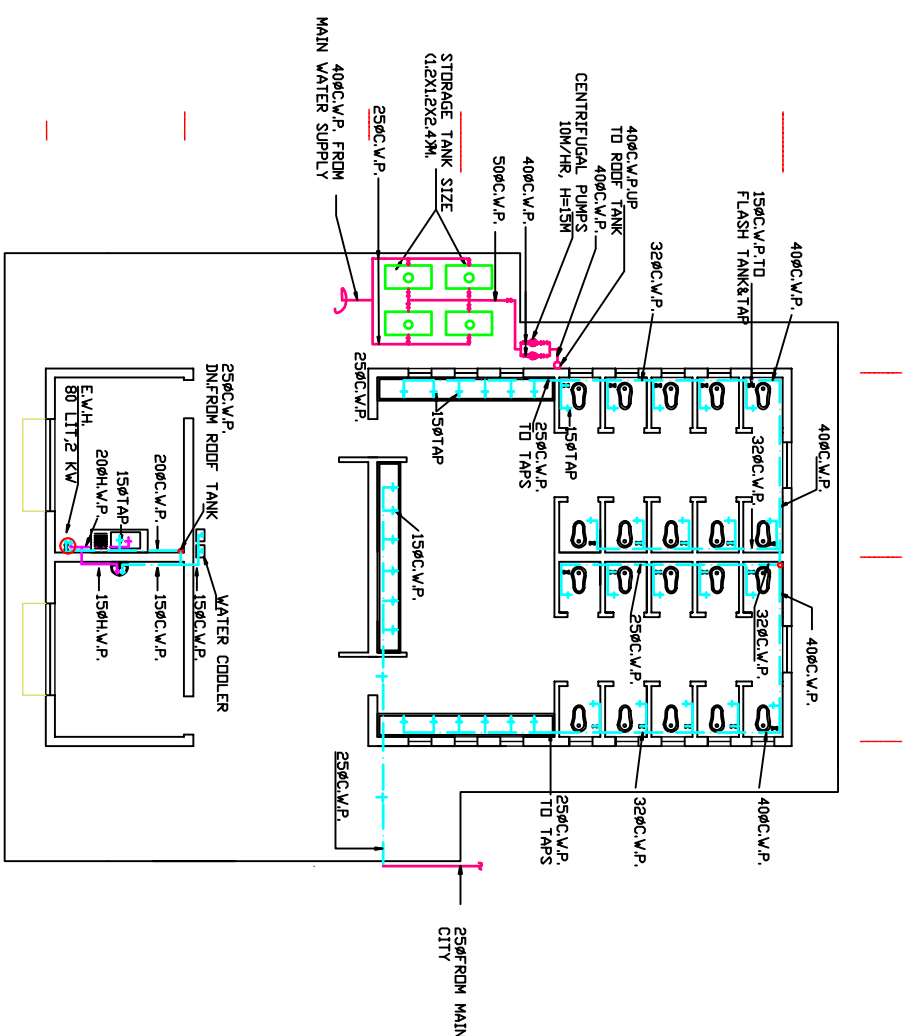 40ØC.W.P. FROM
MAIN WATER SUPPLY
25ØC.W.P.
STORAGE TANK SIZE
(1.2X1.2X2.4)M.
50ØC.W.P.
40ØC.W.P.
CENTRIFUGAL PUMPS
10M/HR, H=15M
40ØC.W.P.
40ØC.W.P.UP
TO ROOF TANK
32ØC.W.P.
15ØC.W.P.TO
FLASH TANK&TAP
40ØC.W.P.
25ØC.W.P.
DN.FROM ROOF TANK
E.W.H.
80 LIT,2 KW
20ØH.W.P.
15ØTAP
20ØC.W.P.
25ØC.W.P.
15ØTAP
25ØC.W.P.
TO TAPS
15ØTAP
32ØC.W.P.
40ØC.W.P.
15ØH.W.P.
15ØC.W.P.
15ØC.W.P.
WATER COOLER
15ØC.W.P.
25ØC.W.P.
32ØC.W.P.
40ØC.W.P.
25ØC.W.P.
25ØC.W.P.
TO TAPS
32ØC.W.P.
40ØC.W.P.
25ØFROM MAIN
CITY